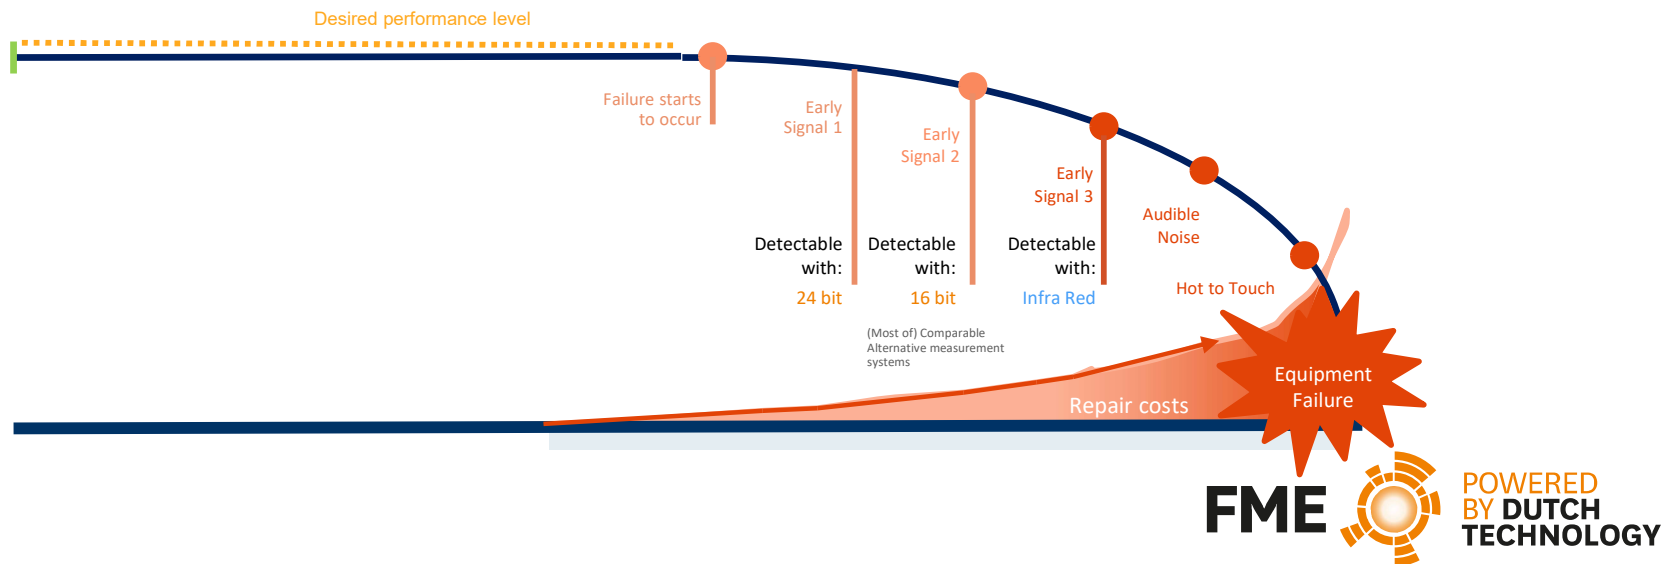 Desired performance level
Failure starts
to occur
Early
Signal 1
Early
Signal 2
Early
Signal 3
Audible
Noise
Hot to Touch
Detectable
with:
24 bit
Detectable
with:
16 bit
Detectable
with:
Infra Red
(Most of) Comparable
Alternative measurement
systems
Repair costs
Equipment
Failure
FME
POWERED
BY DUTCH
TECHNOLOGY